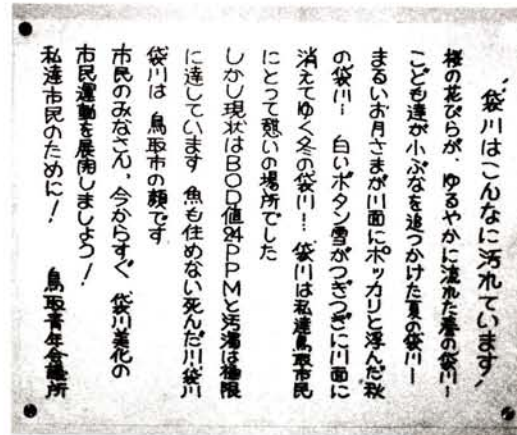 袋川はこんなに汚れています！
桜の花びらが、ゆるやかに流れた春の袋川ー
こども達が小ぶなを追つかけた夏の袋川ー
まるいお月さまが川面にポッカリと浮んだ秋
の袋川… 白いボタン雪がつぎつぎに川面に
消えてゆく冬の袋川… 袋川は私達鳥取市民
にとって憩いの場所でした
しかし現状はBOD値94PPMと汚濁は極限
に達しています 魚も住めない死んだ川袋川
袋川は 鳥取市の顔です
市民のみなさん、今からすぐ 袋川美化の
市民運動を展開しましょう！
私達市民のために！ 鳥取青年会議所